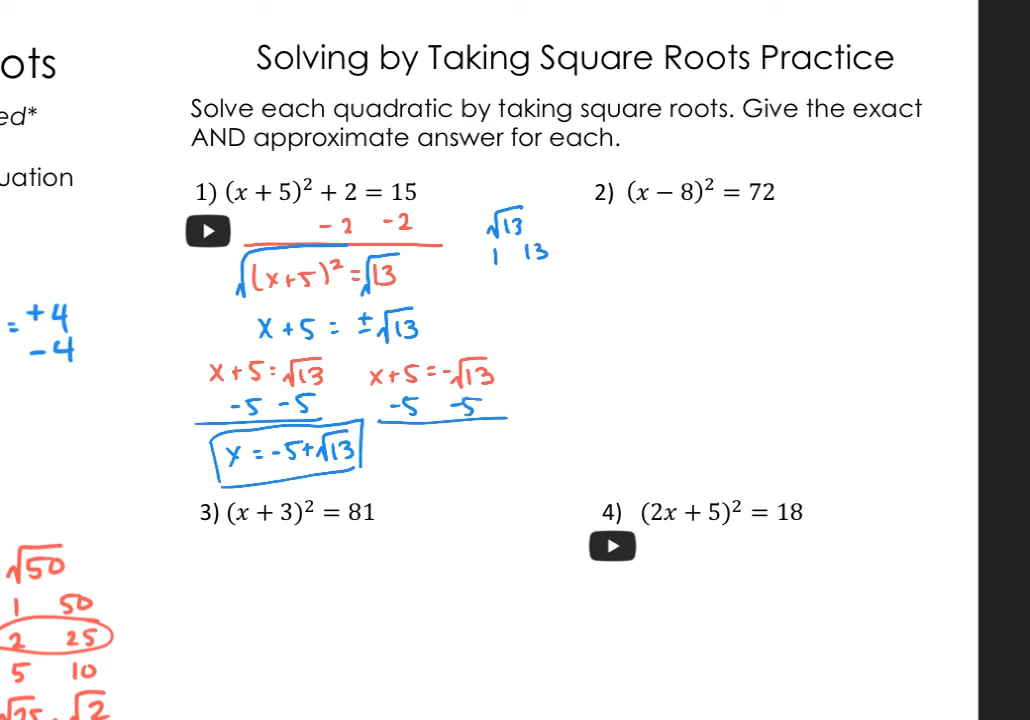 ots
ed*
uation
= +4
-4
√50
1 50
2 25
5 10
√25 · √2
Solving by Taking Square Roots Practice
Solve each quadratic by taking square roots. Give the exact
AND approximate answer for each.
1) (x + 5)² + 2 = 15
- 2 - 2
√(x+5)² = √13
x + 5 = ±√13
x + 5 = √13 x + 5 = -√13
-5 -5 -5 -5
x = -5+√13
√13
1 13
2) (x − 8)² = 72
3) (x + 3)² = 81
4) (2x + 5)² = 18